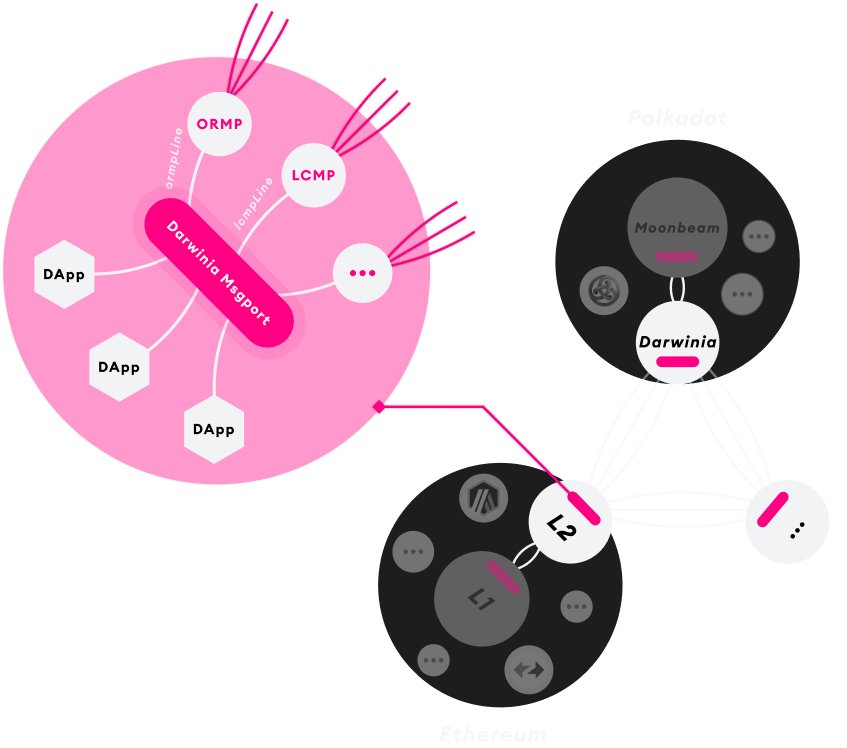 ORMP
ormpLine
LCMP
lcmpLine
Darwinia Msgport
•••
DApp
DApp
DApp
Polkadot
Moonbeam
•••
•••
Darwinia
L2
•••
•••
L1
•••
•••
Ethereum